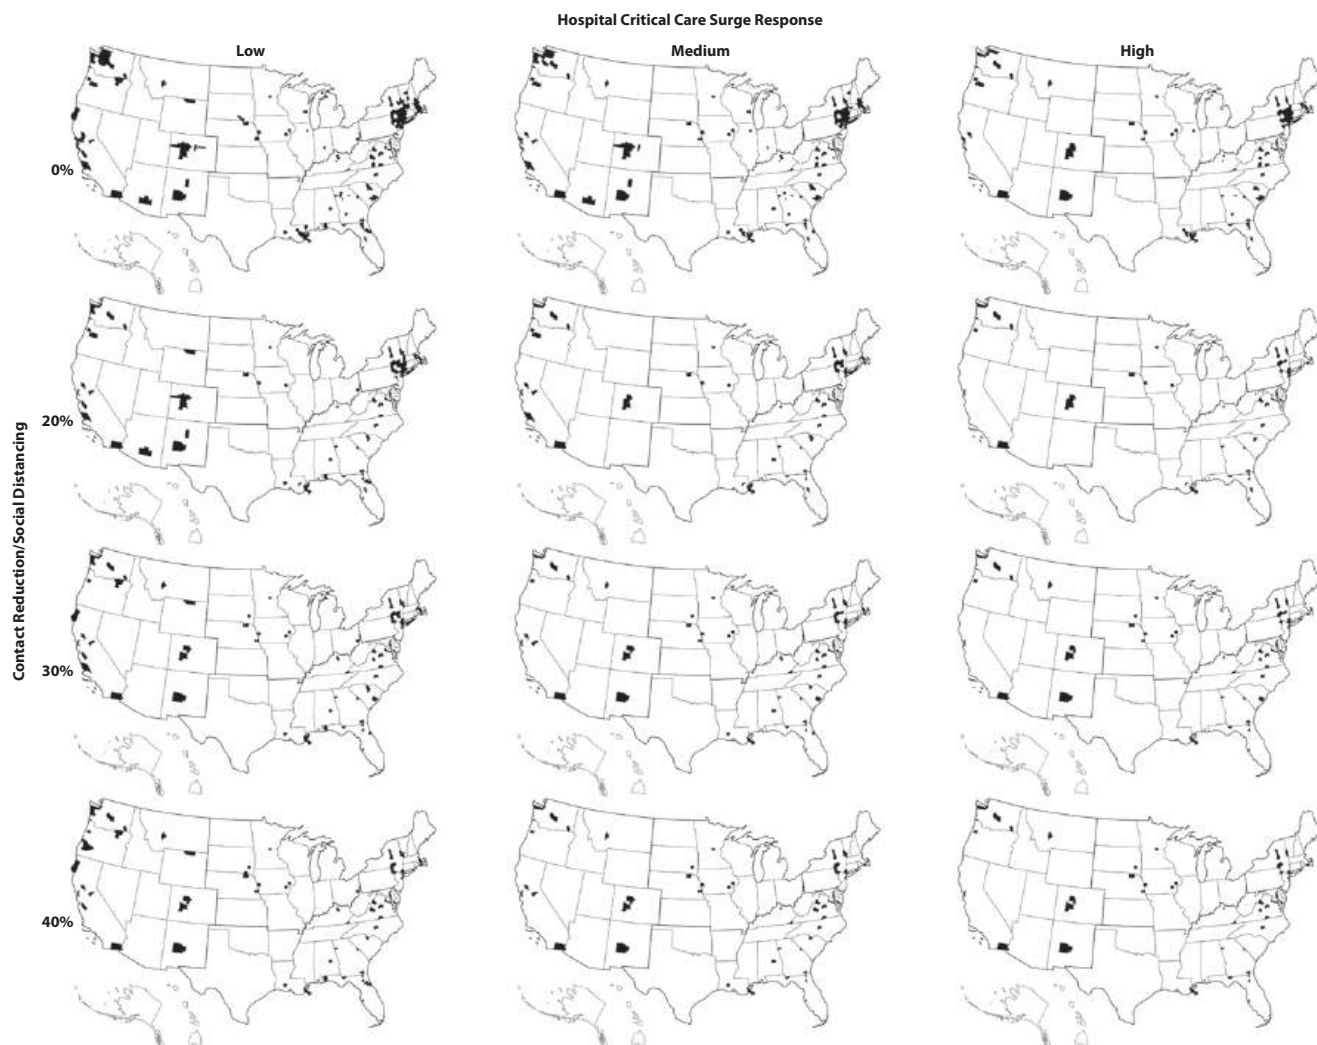 Hospital Critical Care Surge Response
Low
Medium
High
Contact Reduction/Social Distancing
0%
20%
30%
40%